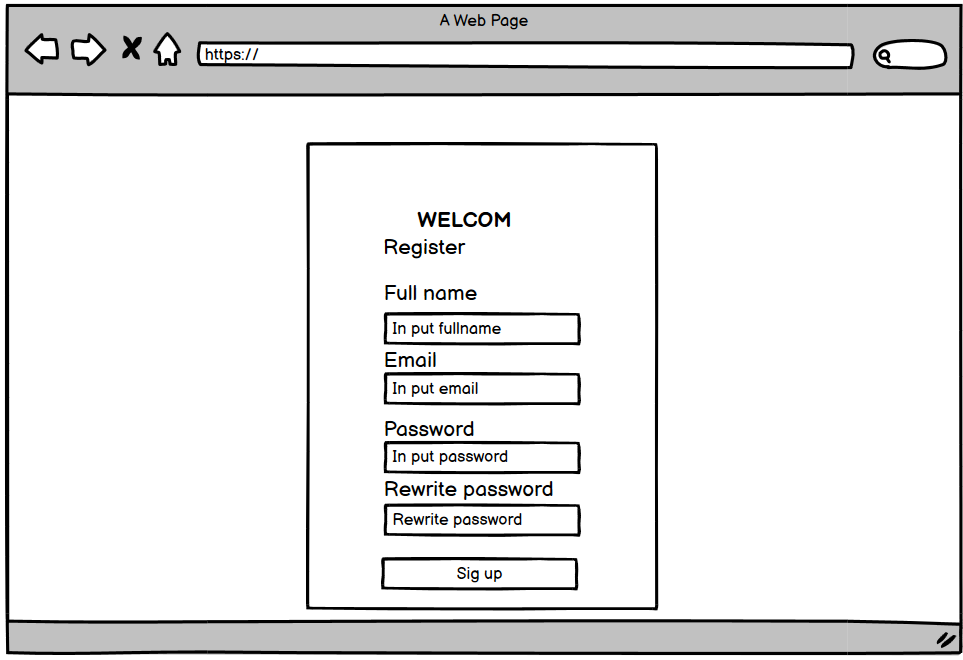 A Web Page
https://
WELCOM
Register
Full name
In put fullname
Email
In put email
Password
In put password
Rewrite password
Rewrite password
Sig up